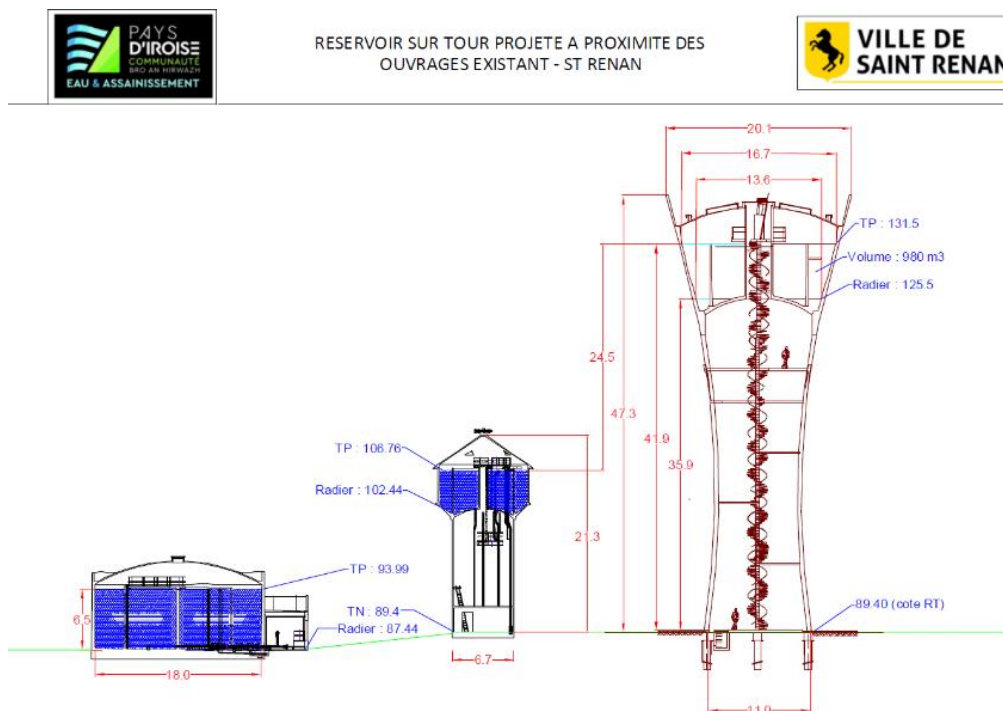 PAYS
D'IROISE
COMMUNAUTÉ
BRO AN HIRWAZH
EAU & ASSAINISSEMENT
RESERVOIR SUR TOUR PROJETE A PROXIMITE DES
OUVRAGES EXISTANT - ST RENAN
VILLE DE
SAINT RENAN
20.1
16.7
13.6
TP : 131.5
Volume : 980 m3
Radier : 125.5
24.5
47.3
41.9
35.9
TP : 106.76
Radier : 102.44
21.3
TP : 93.99
TN : 89.4
Radier : 87.44
89.40 (cote RT)
6.5
18.0
6.7
11.0